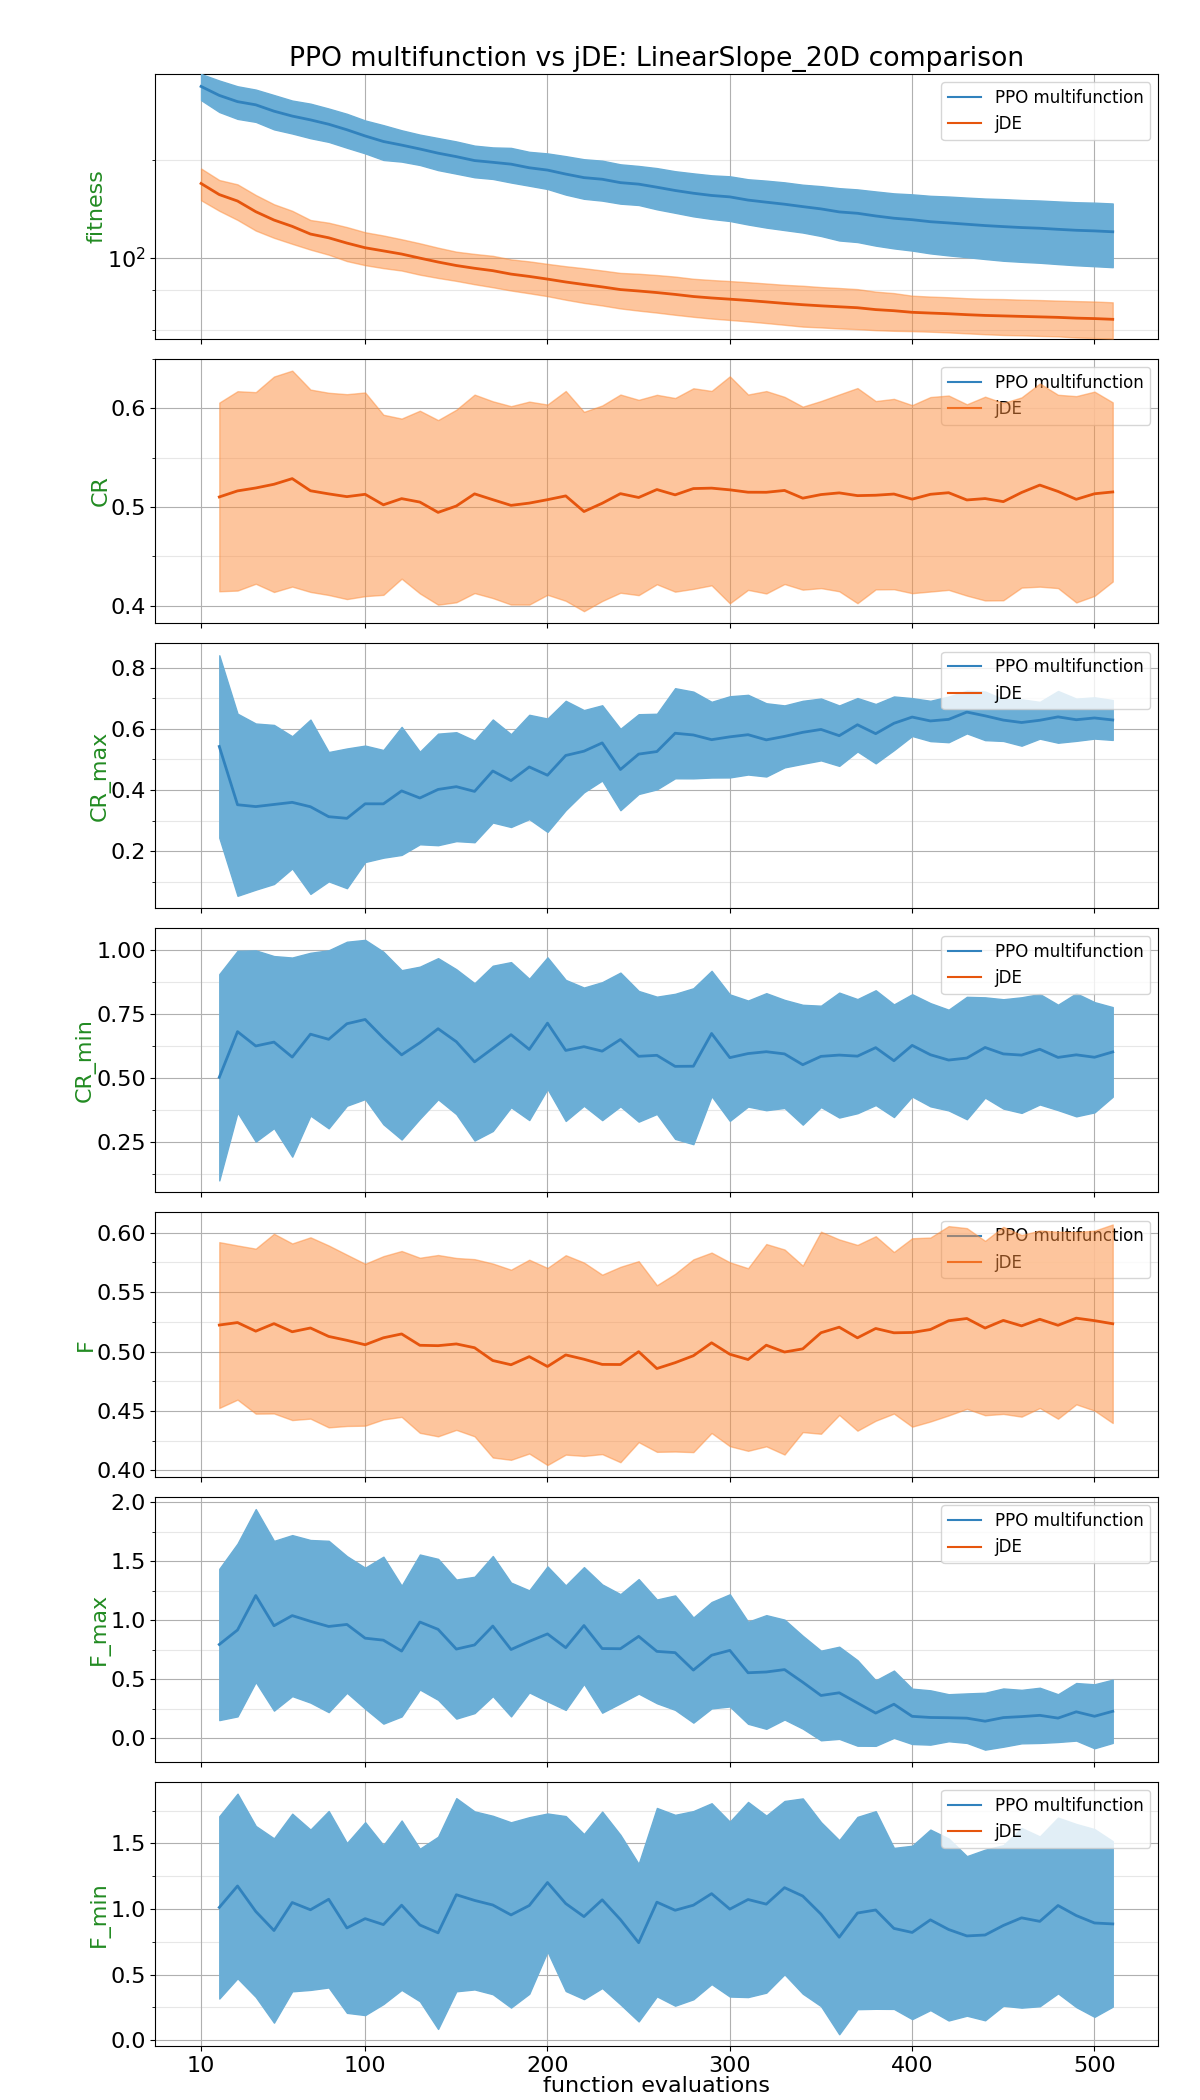 PPO multifunction vs jDE: LinearSlope_20D comparison
PPO multifunction
jDE
fitness
10²
PPO multifunction
jDE
CR
0.6
0.5
0.4
PPO multifunction
jDE
CR_max
0.8
0.6
0.4
0.2
PPO multifunction
jDE
CR_min
1.00
0.75
0.50
0.25
PPO multifunction
jDE
F
0.60
0.55
0.50
0.45
0.40
PPO multifunction
jDE
F_max
2.0
1.5
1.0
0.5
0.0
PPO multifunction
jDE
F_min
1.5
1.0
0.5
0.0
10 100 200 300 400 500
function evaluations